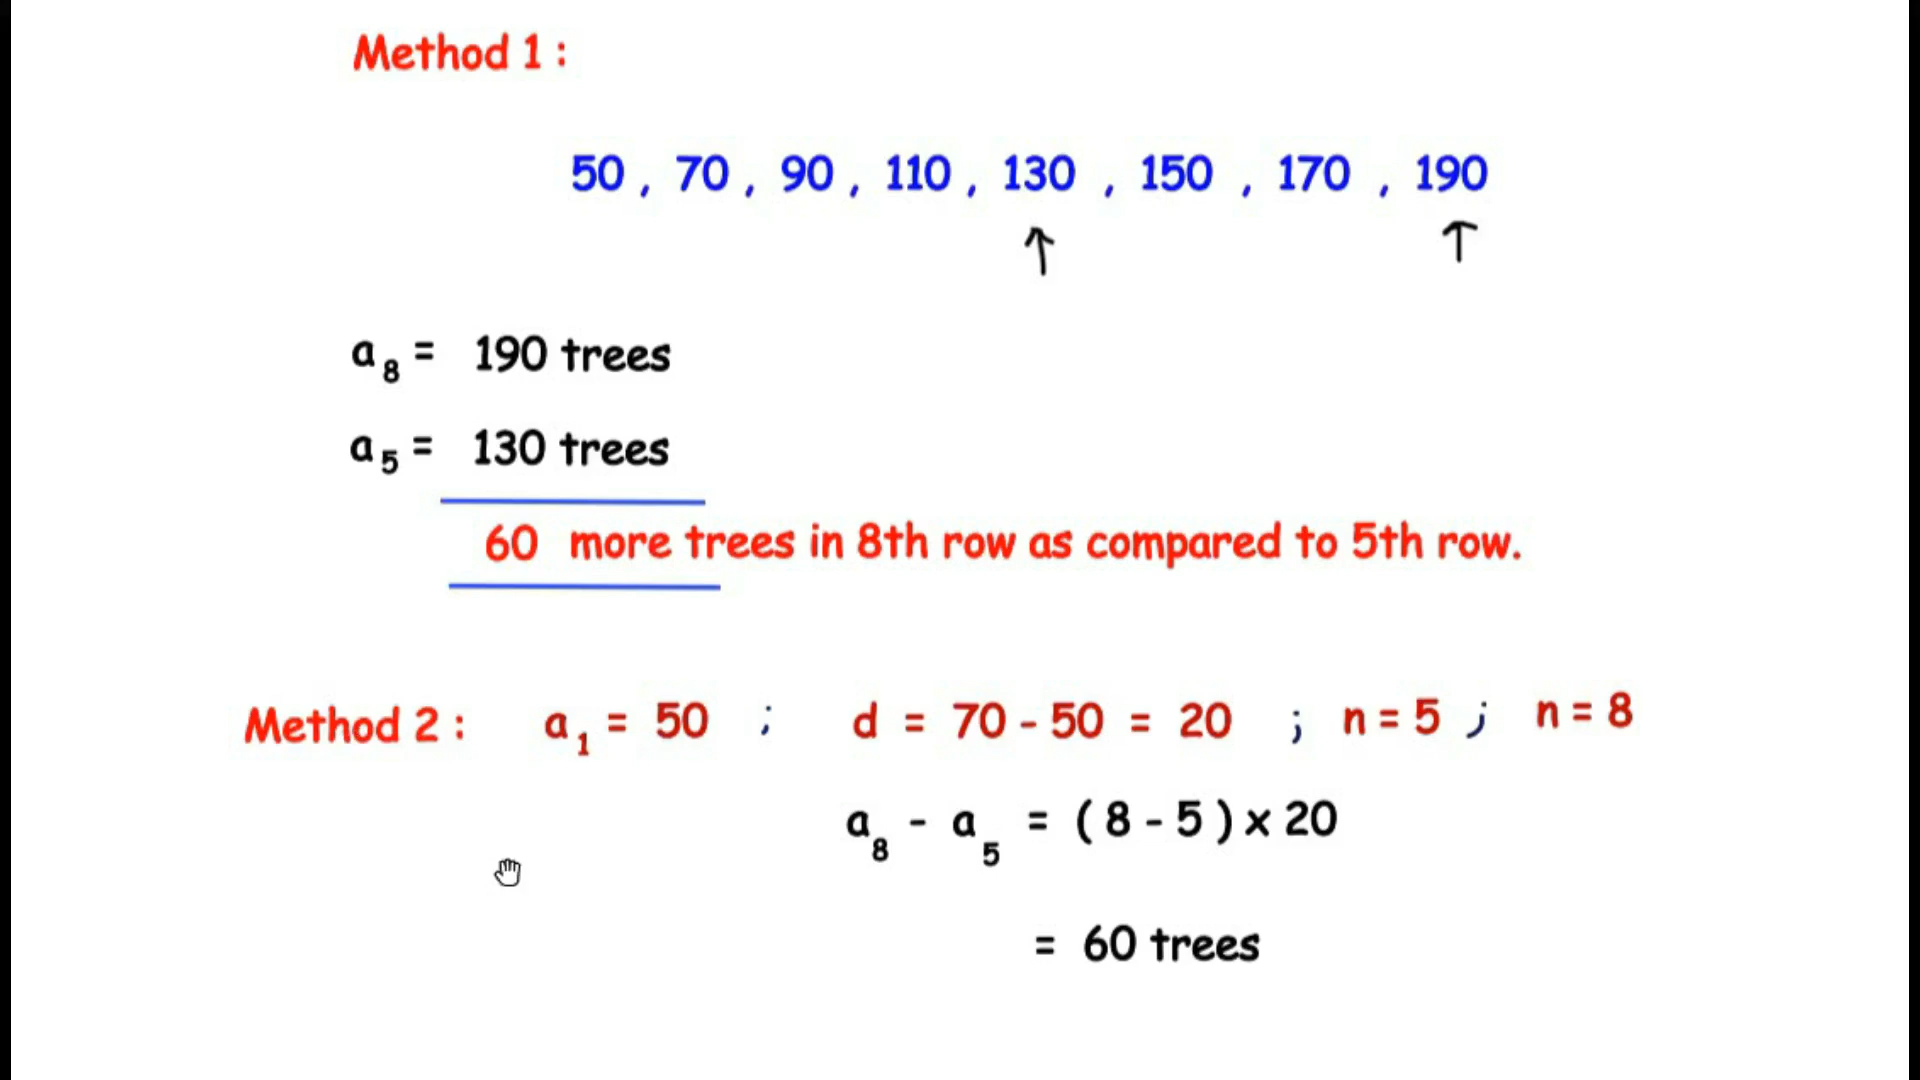 Method 1 :
50 , 70 , 90 , 110 , 130 , 150 , 170 , 190
a₈ = 190 trees
a₅ = 130 trees
60 more trees in 8th row as compared to 5th row.
Method 2 : a₁ = 50 ; d = 70 - 50 = 20 ; n = 5 ; n = 8
a₈ - a₅ = ( 8 - 5 ) x 20
= 60 trees